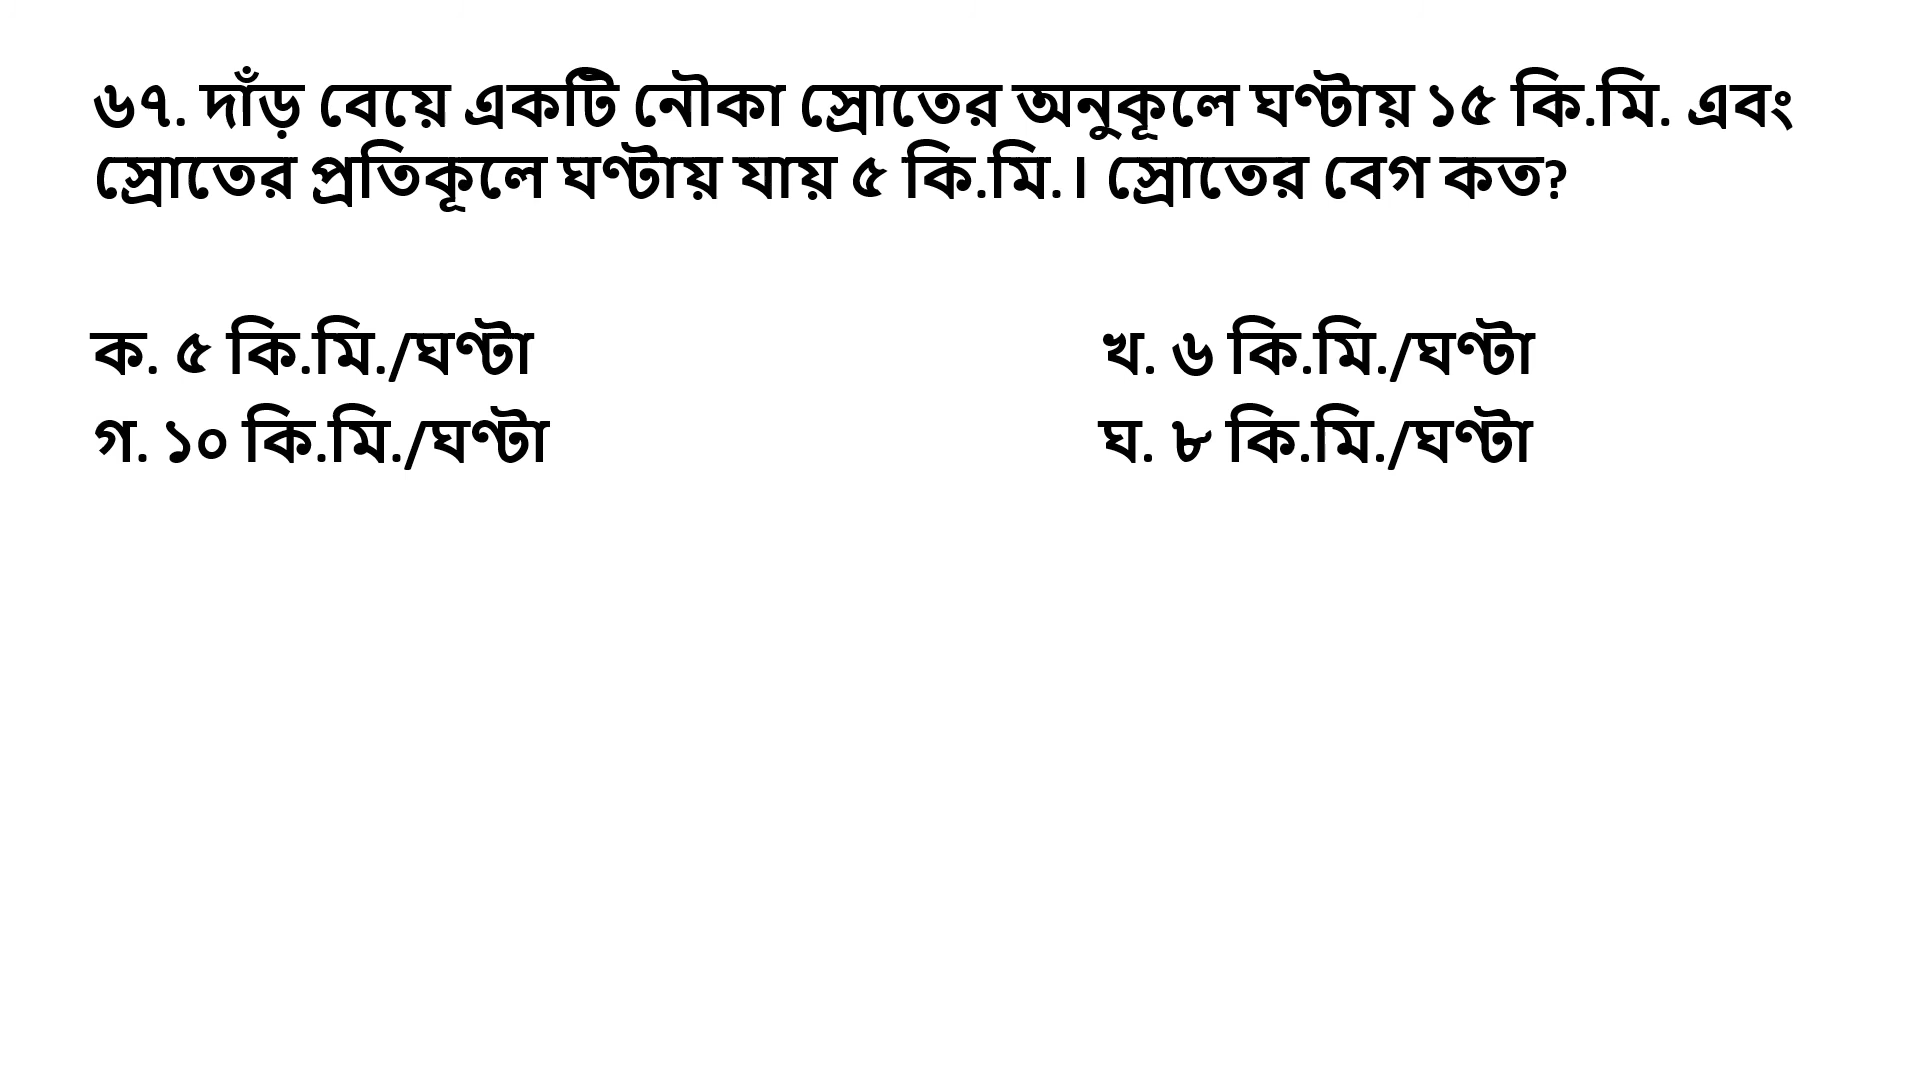 ৬৭. দাঁড় বেয়ে একটি নৌকা স্রোতের অনুকূলে ঘণ্টায় ১৫ কি.মি. এবং
স্রোতের প্রতিকূলে ঘণ্টায় যায় ৫ কি.মি.। স্রোতের বেগ কত?
ক. ৫ কি.মি./ঘণ্টা খ. ৬ কি.মি./ঘণ্টা
গ. ১০ কি.মি./ঘণ্টা ঘ. ৮ কি.মি./ঘণ্টা